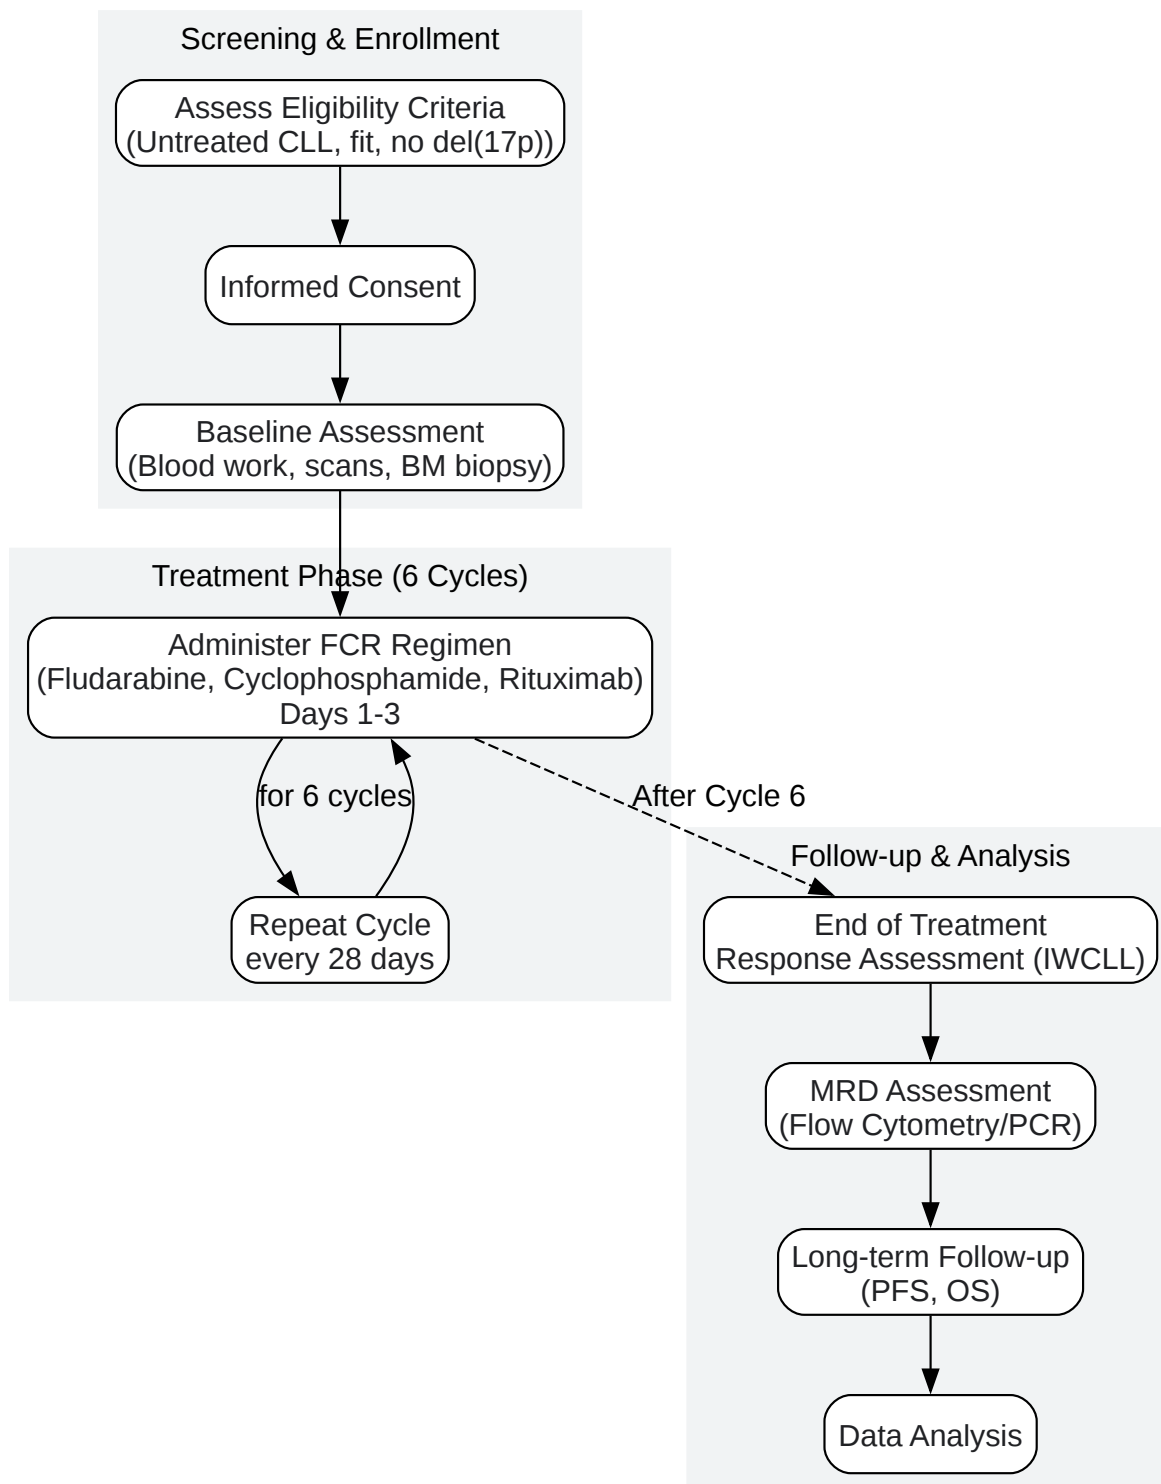 Screening & Enrollment
Assess Eligibility Criteria
(Untreated CLL, fit, no del(17p))
Informed Consent
Baseline Assessment
(Blood work, scans, BM biopsy)
Treatment Phase (6 Cycles)
Administer FCR Regimen
(Fludarabine, Cyclophosphamide, Rituximab)
Days 1-3
for 6 cycles
After Cycle 6
Repeat Cycle
every 28 days
Follow-up & Analysis
End of Treatment
Response Assessment (IWCLL)
MRD Assessment
(Flow Cytometry/PCR)
Long-term Follow-up
(PFS, OS)
Data Analysis